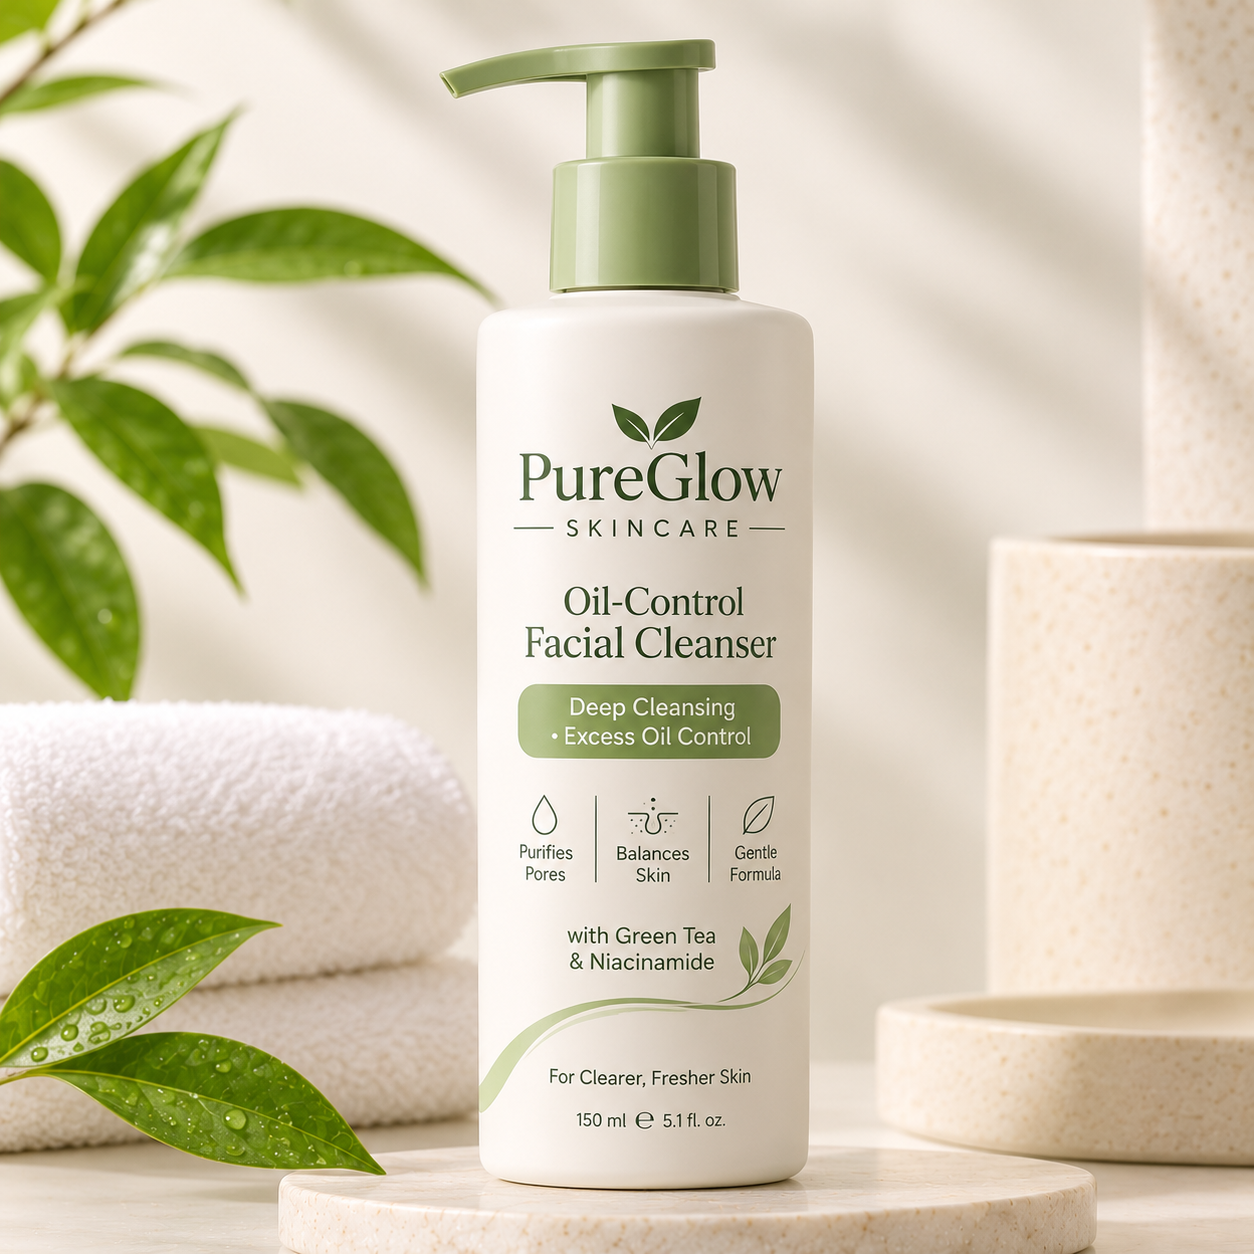 PureGlow
SKINCARE
Oil-Control
Facial Cleanser
Deep Cleansing
• Excess Oil Control
Purifies
Pores
Balances
Skin
Gentle
Formula
with Green Tea
& Niacinamide
For Clearer, Fresher Skin
150 ml ℮ 5.1 fl. oz.